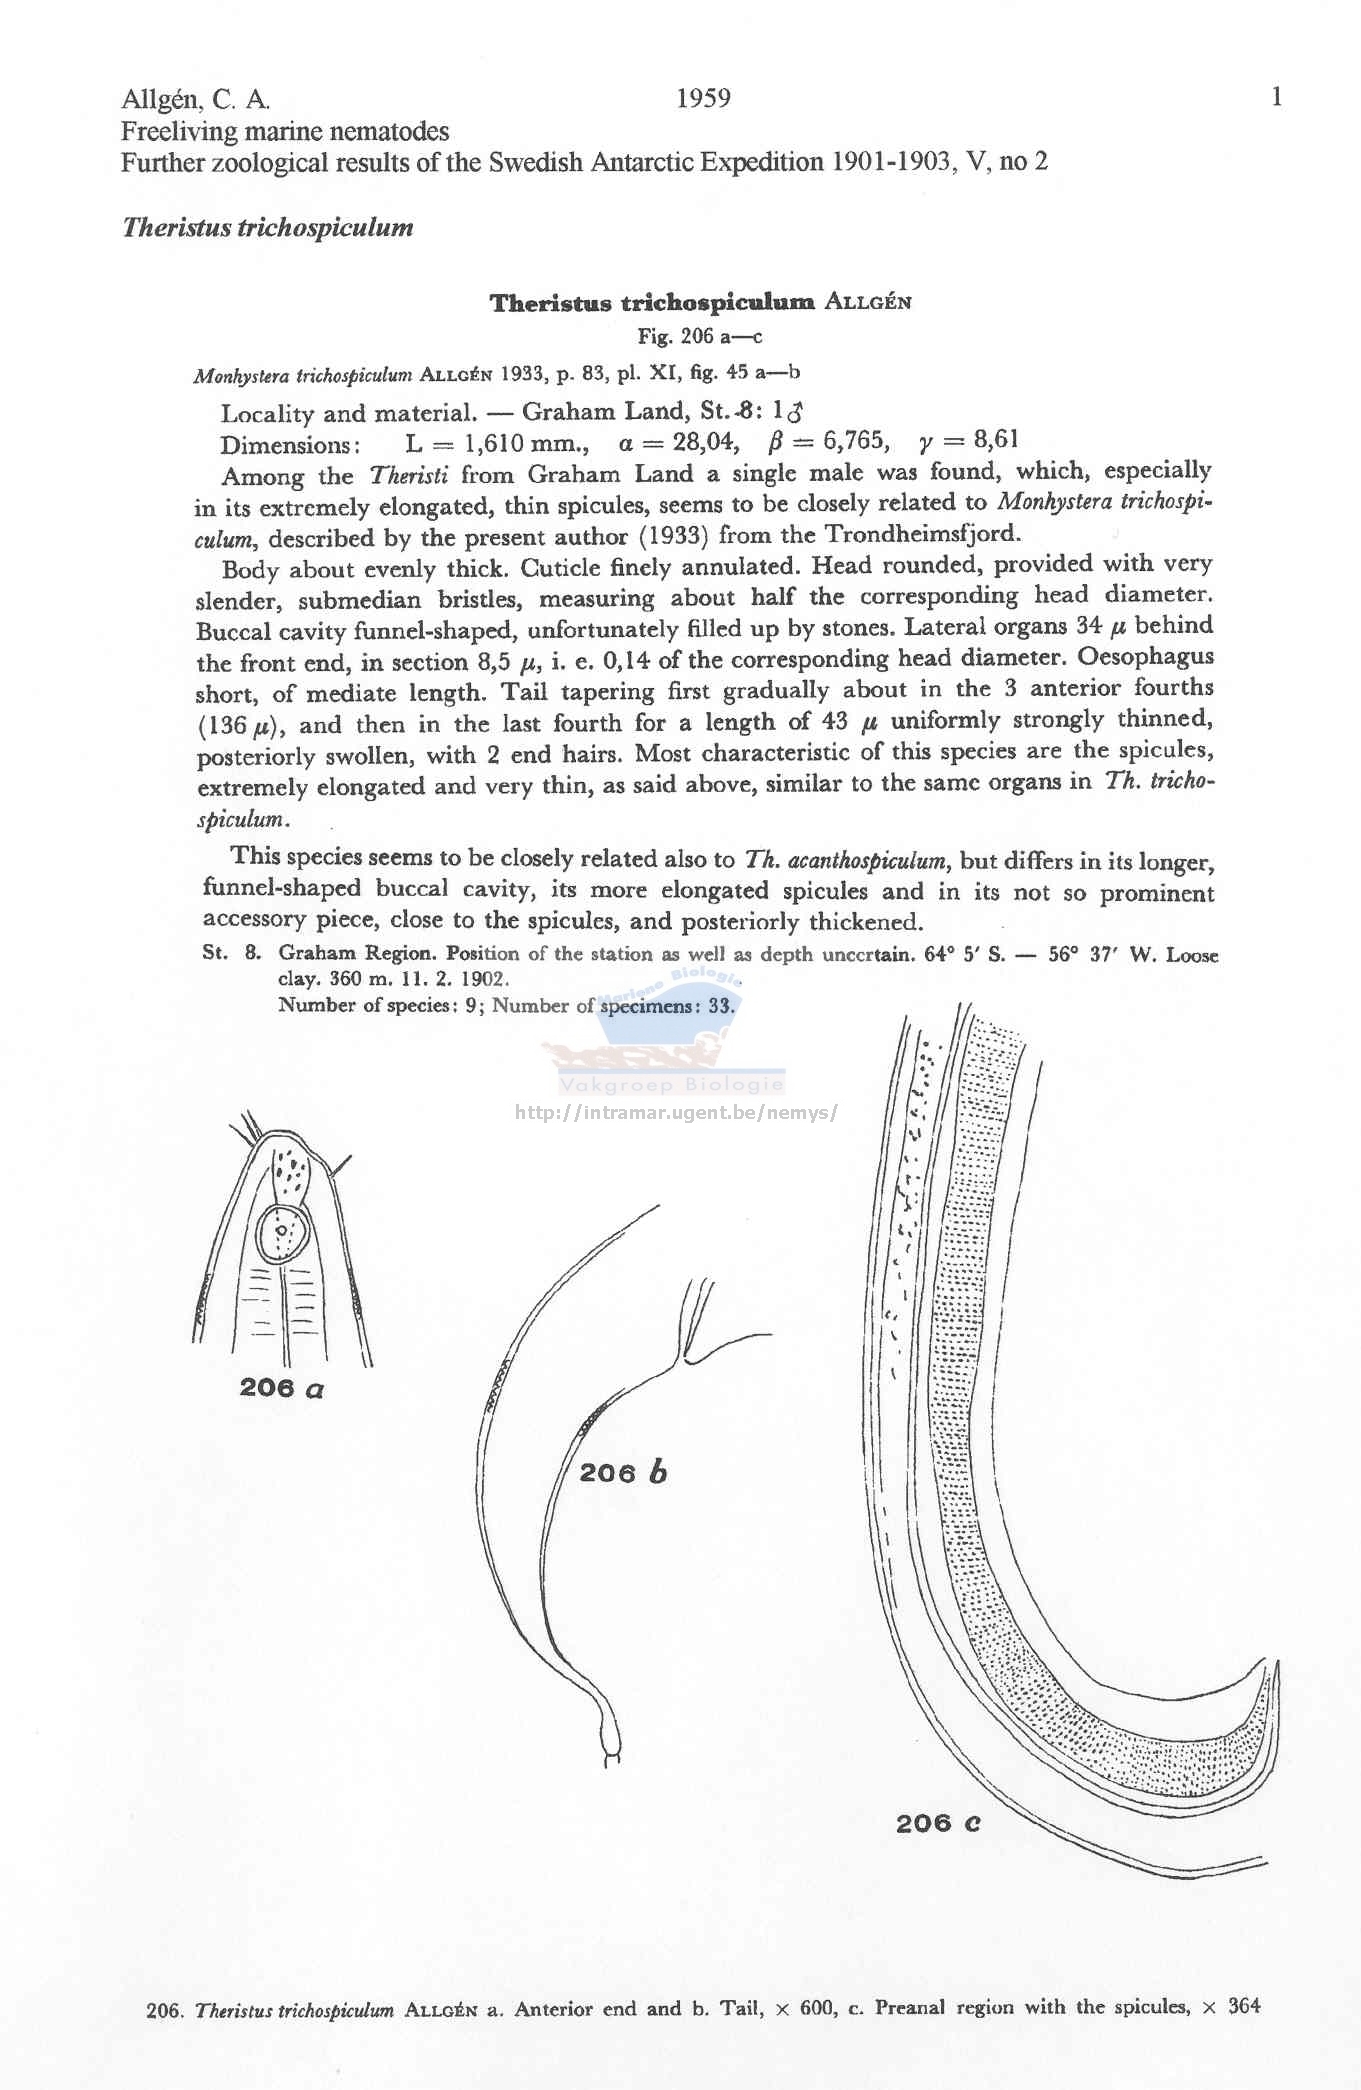 Allgén, C. A. 1959 1
Freeliving marine nematodes
Further zoological results of the Swedish Antarctic Expedition 1901-1903, V, no 2
Theristus trichospiculum
Theristus trichospiculum ALLGÉN
Fig. 206 a—c
Monhystera trichospiculum ALLGÉN 1933, p. 83, pl. XI, fig. 45 a—b
Locality and material. — Graham Land, St. 8: 1♂
Dimensions: L = 1,610 mm., α = 28,04, β = 6,765, γ = 8,61
Among the Theristi from Graham Land a single male was found, which, especially
in its extremely elongated, thin spicules, seems to be closely related to Monhystera trichospi-
culum, described by the present author (1933) from the Trondheimsfjord.
Body about evenly thick. Cuticle finely annulated. Head rounded, provided with very
slender, submedian bristles, measuring about half the corresponding head diameter.
Buccal cavity funnel-shaped, unfortunately filled up by stones. Lateral organs 34 μ behind
the front end, in section 8,5 μ, i. e. 0,14 of the corresponding head diameter. Oesophagus
short, of mediate length. Tail tapering first gradually about in the 3 anterior fourths
(136 μ), and then in the last fourth for a length of 43 μ uniformly strongly thinned,
posteriorly swollen, with 2 end hairs. Most characteristic of this species are the spicules,
extremely elongated and very thin, as said above, similar to the same organs in Th. tricho-
spiculum.
This species seems to be closely related also to Th. acanthospiculum, but differs in its longer,
funnel-shaped buccal cavity, its more elongated spicules and in its not so prominent
accessory piece, close to the spicules, and posteriorly thickened.
St. 8. Graham Region. Position of the station as well as depth uncertain. 64° 5′ S. — 56° 37′ W. Loose
clay. 360 m. 11. 2. 1902.
Number of species: 9; Number of specimens: 33.
Mariene Biologie
Vakgroep Biologie
http://intramar.ugent.be/nemys/
206 a
206 b
206 c
206. Theristus trichospiculum ALLGÉN a. Anterior end and b. Tail, × 600, c. Preanal region with the spicules, × 364